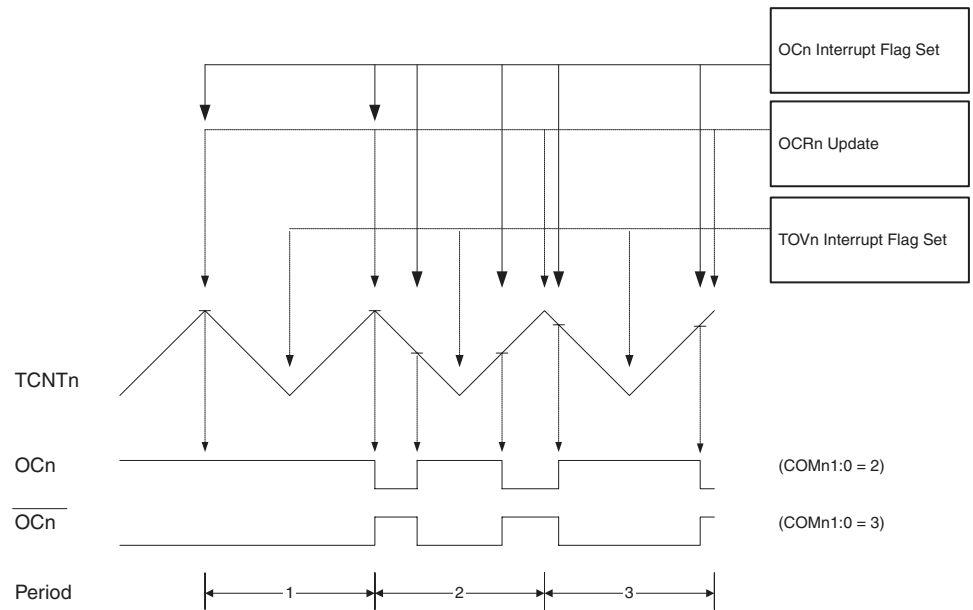 OCn Interrupt Flag Set
OCRn Update
TOVn Interrupt Flag Set
TCNTn
OCn
(COMn1:0 = 2)
OCn
(COMn1:0 = 3)
Period
1
2
3